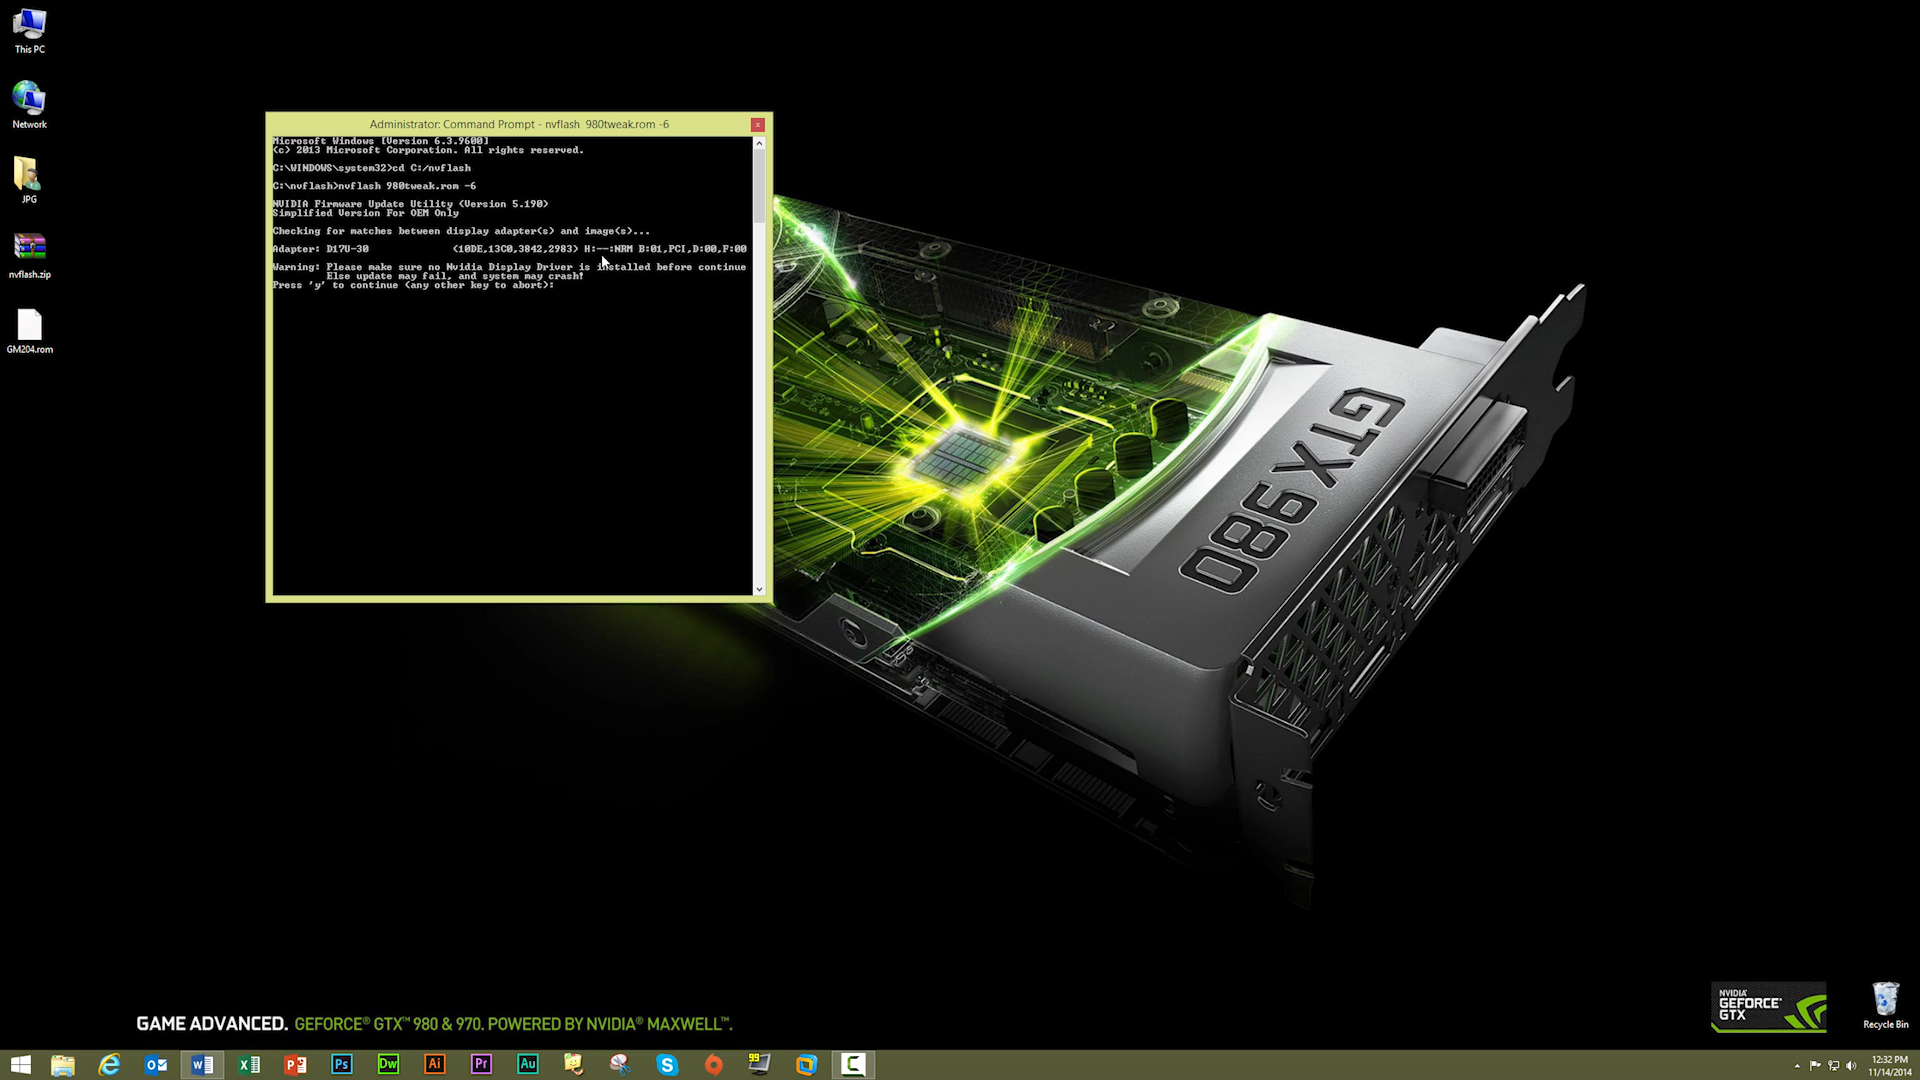 This PC
Network
JPG
nvflash.zip
GM204.rom
Administrator: Command Prompt - nvflash  980tweak.rom -6
Microsoft Windows [Version 6.3.9600]
(c) 2013 Microsoft Corporation. All rights reserved.
C:\WINDOWS\system32>cd C:/nvflash
C:\nvflash>nvflash 980tweak.rom -6
NVIDIA Firmware Update Utility (Version 5.190)
Simplified Version For OEM Only
Checking for matches between display adapter(s) and image(s)...
Adapter: D17U-30 (10DE,13C0,3842,2983) H:--:NRM B:01,PCI,D:00,F:00
Warning: Please make sure no Nvidia Display Driver is installed before continue
Else update may fail, and system may crash!
Press 'y' to continue (any other key to abort):
GTX 980
GAME ADVANCED. GEFORCE® GTX™ 980 & 970. POWERED BY NVIDIA® MAXWELL™.
NVIDIA®
GEFORCE®
GTX
Recycle Bin
Ps
Dw
Ai
Pr
Au
99
12:32 PM
11/14/2014